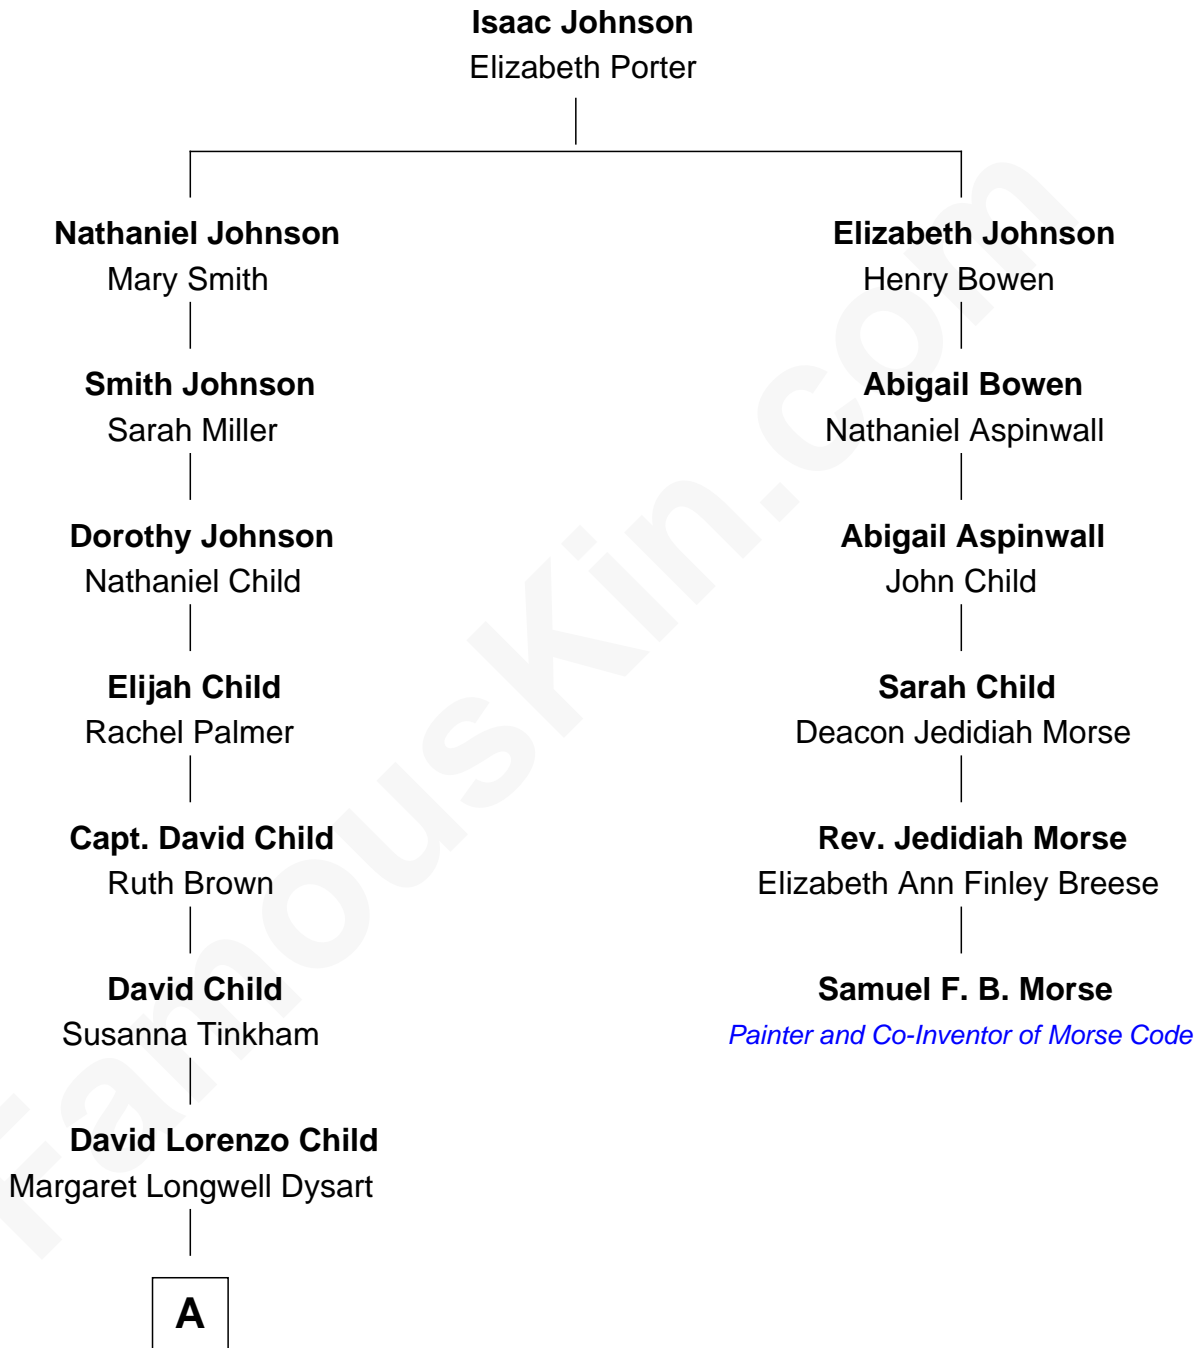 Isaac Johnson
Elizabeth Porter
Nathaniel Johnson
Mary Smith
Smith Johnson
Sarah Miller
Dorothy Johnson
Nathaniel Child
Elijah Child
Rachel Palmer
Capt. David Child
Ruth Brown
David Child
Susanna Tinkham
David Lorenzo Child
Margaret Longwell Dysart
A
Elizabeth Johnson
Henry Bowen
Abigail Bowen
Nathaniel Aspinwall
Abigail Aspinwall
John Child
Sarah Child
Deacon Jedidiah Morse
Rev. Jedidiah Morse
Elizabeth Ann Finley Breese
Samuel F. B. Morse
Painter and Co-Inventor of Morse Code
FamousKin.com